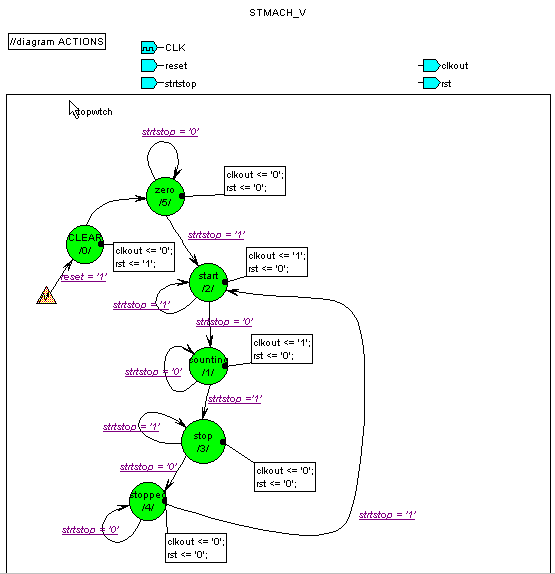 STMACH_V
//diagram ACTIONS
CLK
reset
strtstop
clkout
rst
topwtch
strtstop = '0'
zero
/5/
clkout <= '0';
rst <= '0';
CLEAR
/0/
clkout <= '0';
rst <= '1';
reset = '1'
strtstop = '1'
start
/2/
clkout <= '1';
rst <= '0';
strtstop = '1'
strtstop = '0'
counting
/1/
clkout <= '1';
rst <= '0';
strtstop = '0'
strtstop ='1'
stop
/3/
strtstop = '1'
clkout <= '0';
rst <= '0';
strtstop = '0'
stopped
/4/
strtstop = '0'
clkout <= '0';
rst <= '0';
strtstop = '1'